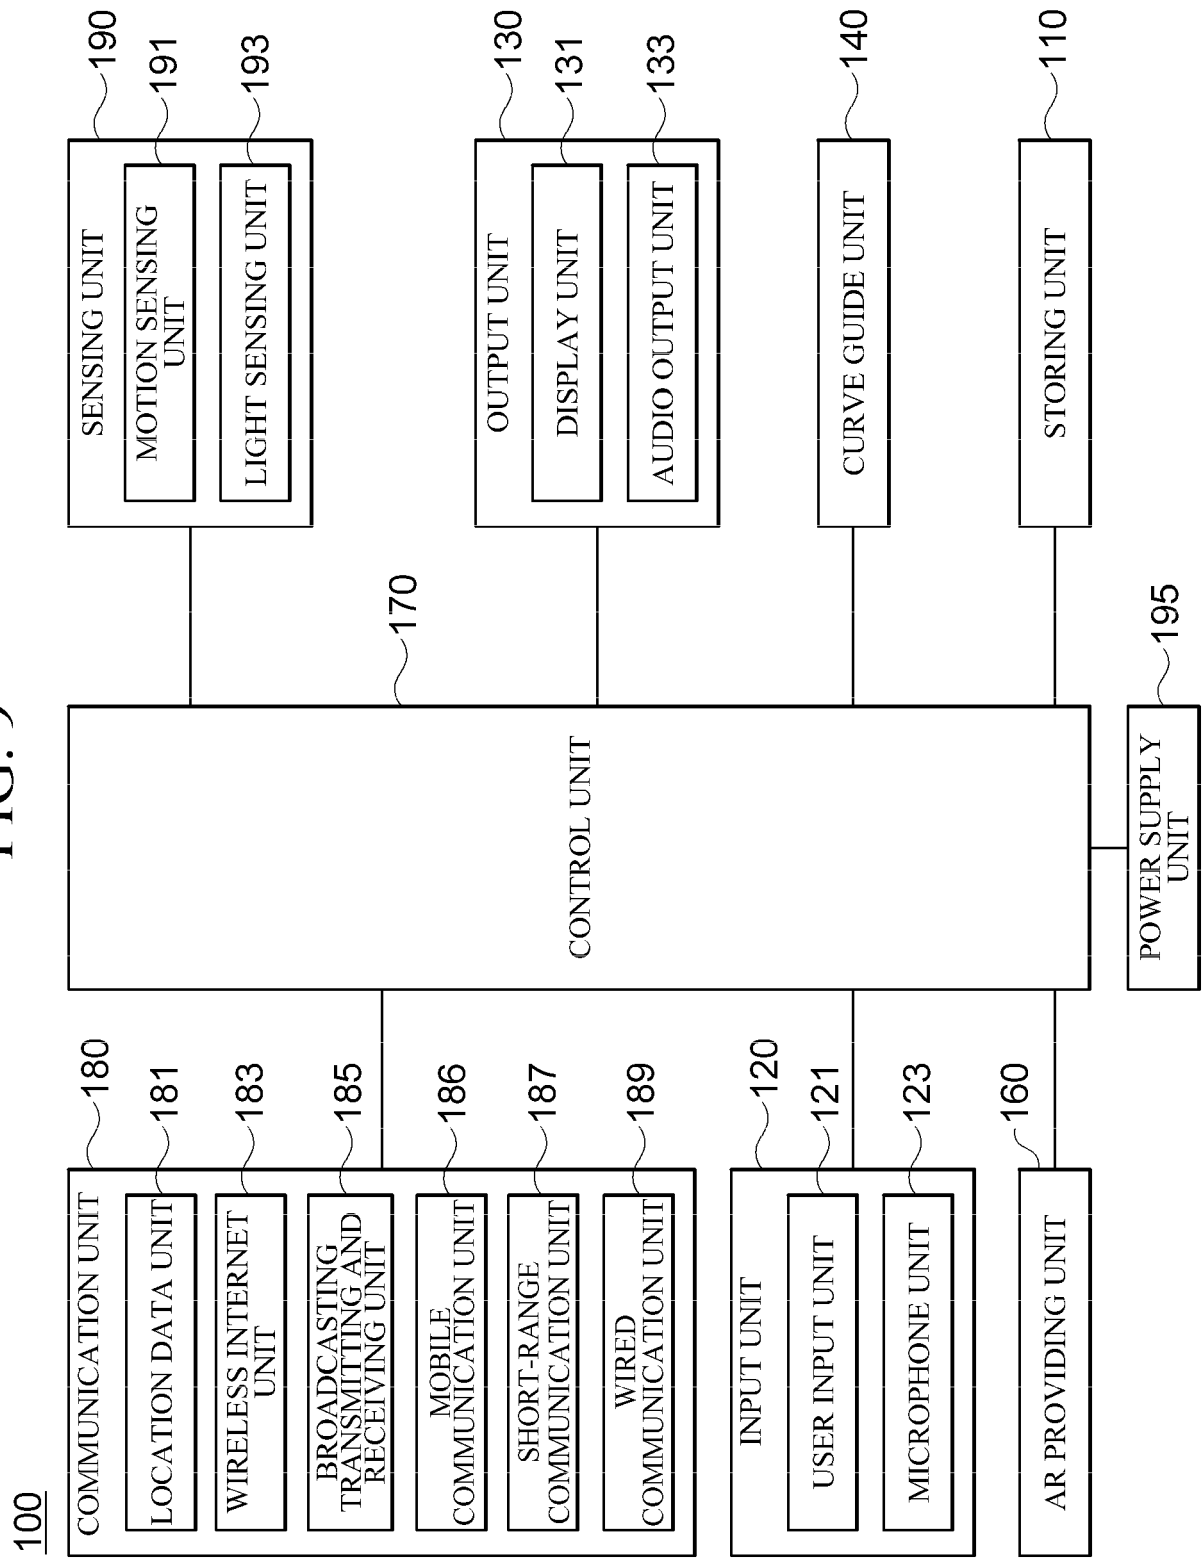 FIG.
100
COMMUNICATION UNIT
180
LOCATION DATA UNIT
181
WIRELESS INTERNET
UNIT
183
BROADCASTING
TRANSMITTING AND
RECEIVING UNIT
185
MOBILE
COMMUNICATION UNIT
186
SHORT-RANGE
COMMUNICATION UNIT
187
WIRED
COMMUNICATION UNIT
189
INPUT UNIT
120
USER INPUT UNIT
121
MICROPHONE UNIT
123
AR PROVIDING UNIT
160
CONTROL UNIT
170
POWER SUPPLY
UNIT
195
SENSING UNIT
190
MOTION SENSING
UNIT
191
LIGHT SENSING UNIT
193
OUTPUT UNIT
130
DISPLAY UNIT
131
AUDIO OUTPUT UNIT
133
CURVE GUIDE UNIT
140
STORING UNIT
110